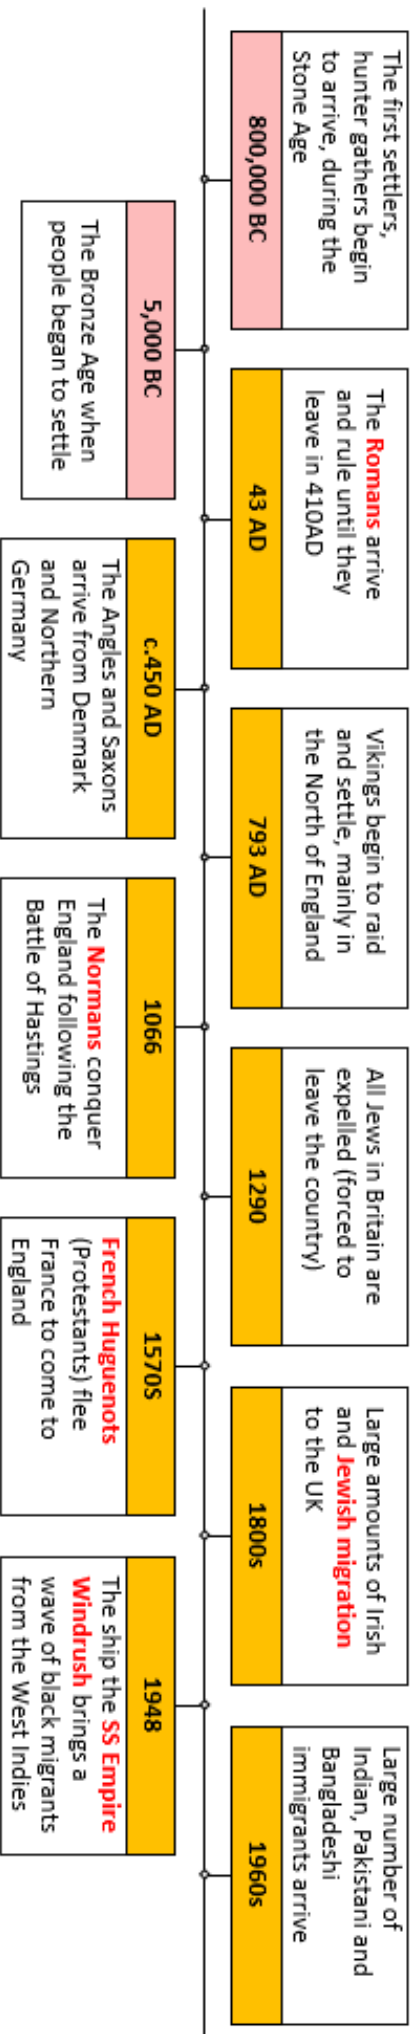 The first settlers,
hunter gathers begin
to arrive, during the
Stone Age
800,000 BC
5,000 BC
The Bronze Age when
people began to settle
The Romans arrive
and rule until they
leave in 410AD
43 AD
c.450 AD
The Angles and Saxons
arrive from Denmark
and Northern
Germany
Vikings begin to raid
and settle, mainly in
the North of England
793 AD
1066
The Normans conquer
England following the
Battle of Hastings
All Jews in Britain are
expelled (forced to
leave the country)
1290
1570S
French Huguenots
(Protestants) flee
France to come to
England
Large amounts of Irish
and Jewish migration
to the UK
1800s
1948
The ship the SS Empire
Windrush brings a
wave of black migrants
from the West Indies
Large number of
Indian, Pakistani and
Bangladeshi
immigrants arrive
1960s